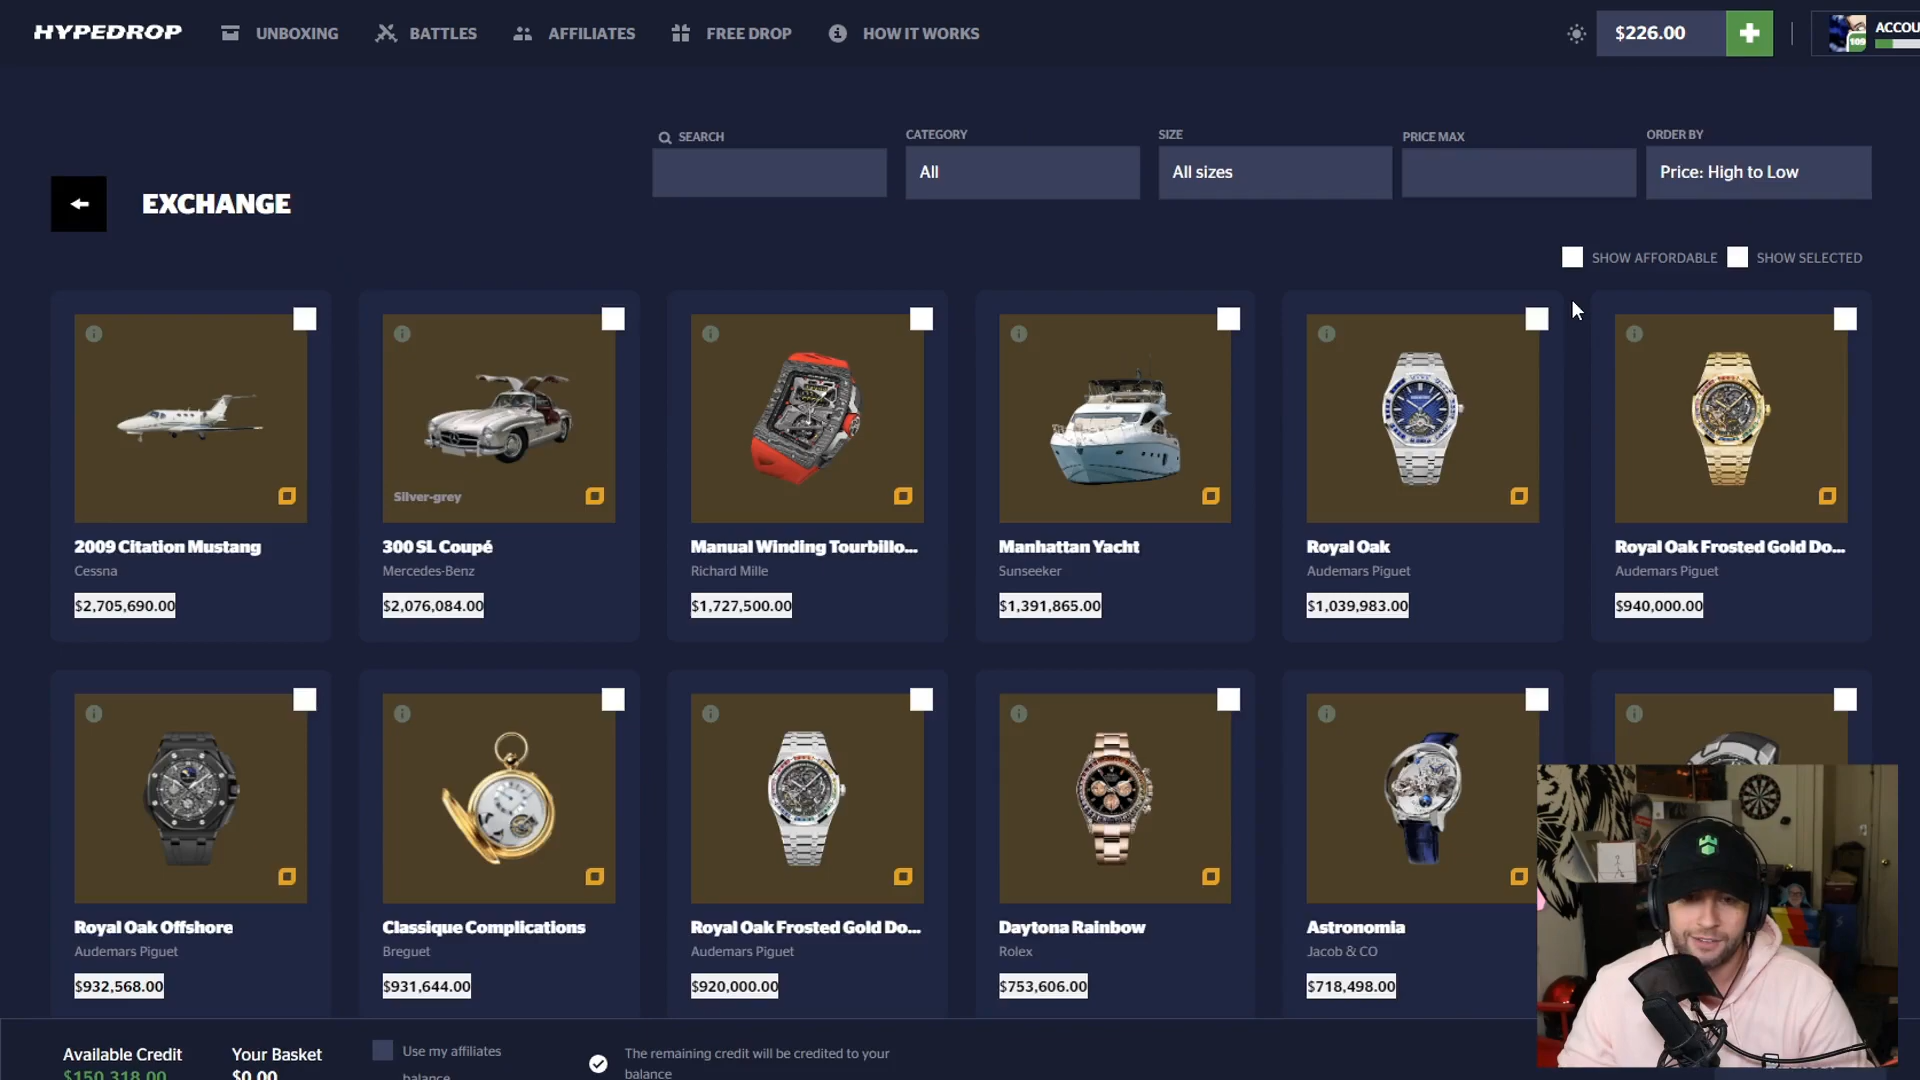 HYPEDROP
UNBOXING
BATTLES
AFFILIATES
FREE DROP
HOW IT WORKS
$226.00
109
ACCOU
EXCHANGE
SEARCH
CATEGORY
All
SIZE
All sizes
PRICE MAX
ORDER BY
Price: High to Low
SHOW AFFORDABLE
SHOW SELECTED
2009 Citation Mustang
Cessna
$2,705,690.00
Silver-grey
300 SL Coupé
Mercedes-Benz
$2,076,084.00
Manual Winding Tourbillo...
Richard Mille
$1,727,500.00
Manhattan Yacht
Sunseeker
$1,391,865.00
Royal Oak
Audemars Piguet
$1,039,983.00
Royal Oak Frosted Gold Do...
Audemars Piguet
$940,000.00
Royal Oak Offshore
Audemars Piguet
$932,568.00
Classique Complications
Breguet
$931,644.00
Royal Oak Frosted Gold Do...
Audemars Piguet
$920,000.00
Daytona Rainbow
Rolex
$753,606.00
Astronomia
Jacob & CO
$718,498.00
Available Credit
$150,318.00
Your Basket
$0.00
Use my affiliates
balance
The remaining credit will be credited to your
balance